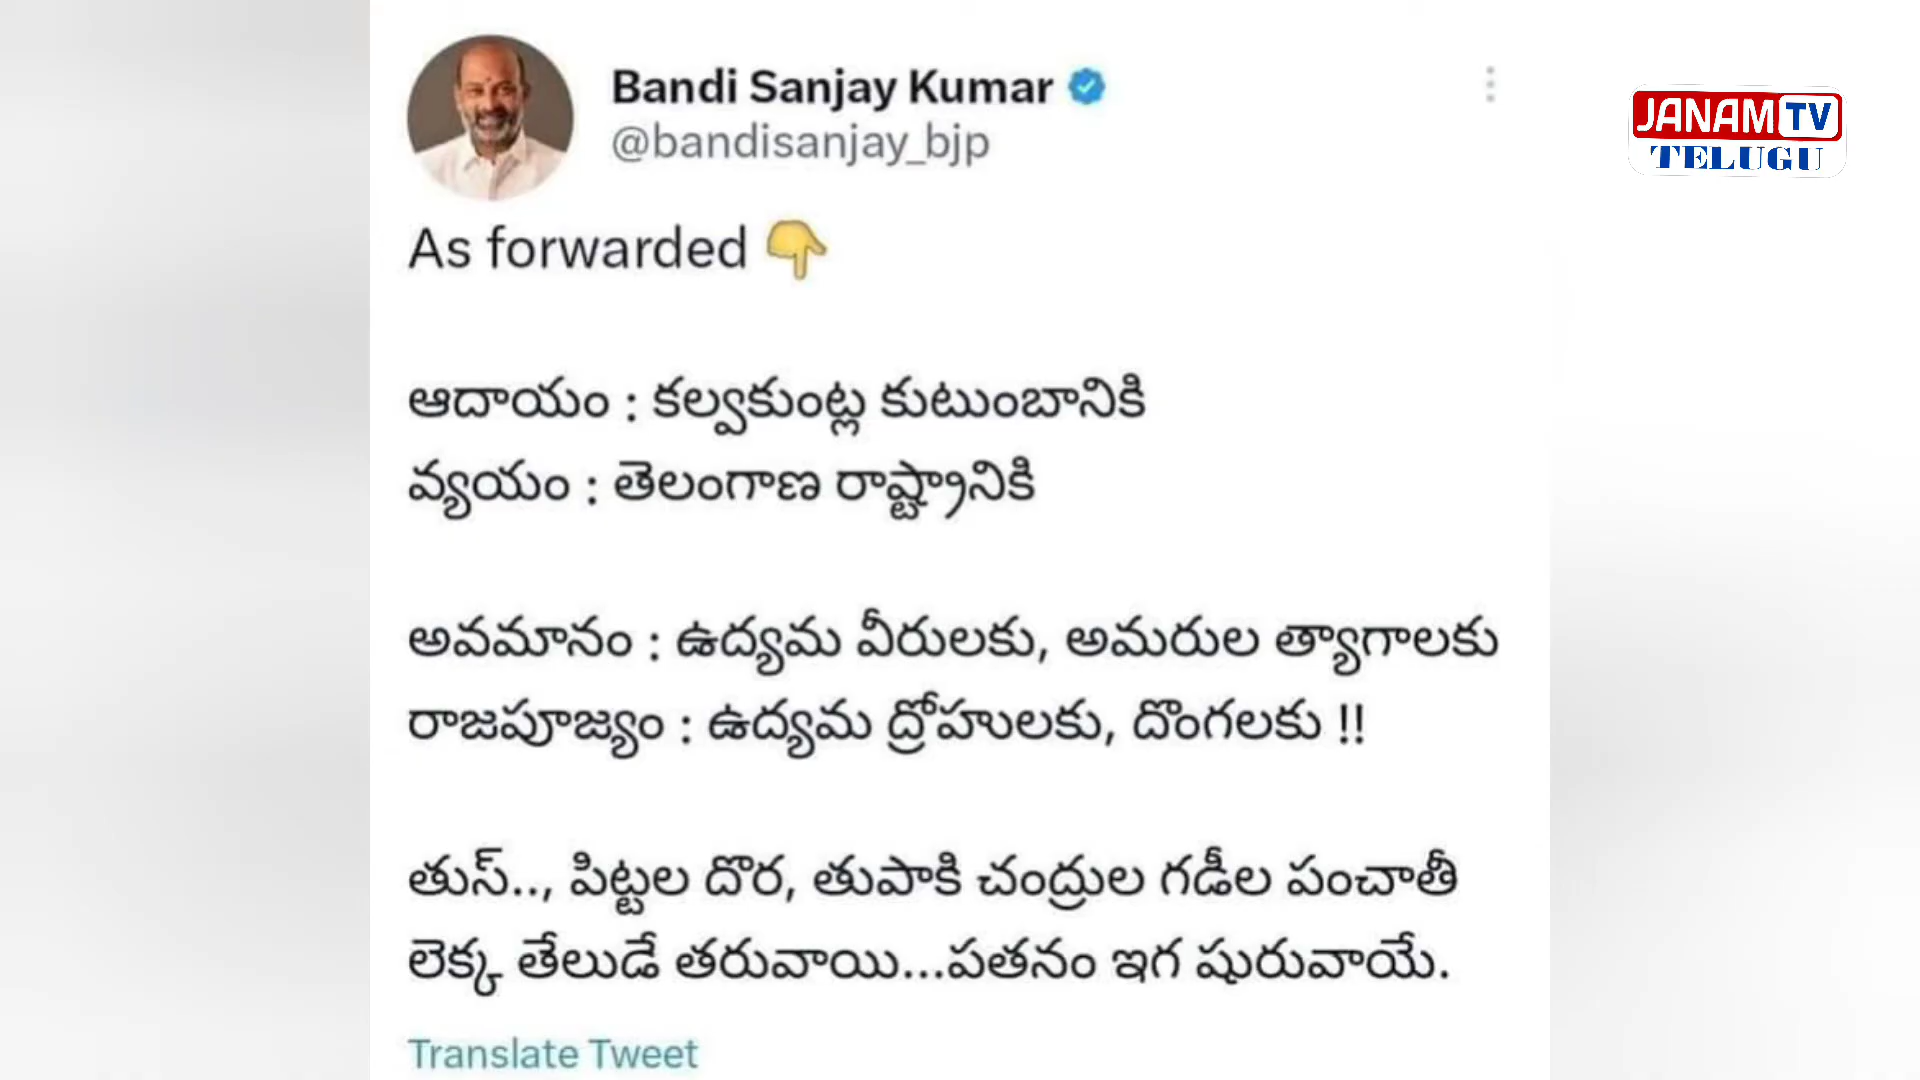 Bandi Sanjay Kumar
@bandisanjay_bjp
JANAM TV
TELUGU
As forwarded 👇
ఆదాయం : కల్వకుంట్ల కుటుంబానికి
వ్యయం : తెలంగాణ రాష్ట్రానికి
అవమానం : ఉద్యమ వీరులకు, అమరుల త్యాగాలకు
రాజపూజ్యం : ఉద్యమ ద్రోహులకు, దొంగలకు !!
తుస్.., పిట్టల దొర, తుపాకి చంద్రుల గడీల పంచాతీ
లెక్క తేలుడే తరువాయి...పతనం ఇగ షురువాయే.
Translate Tweet